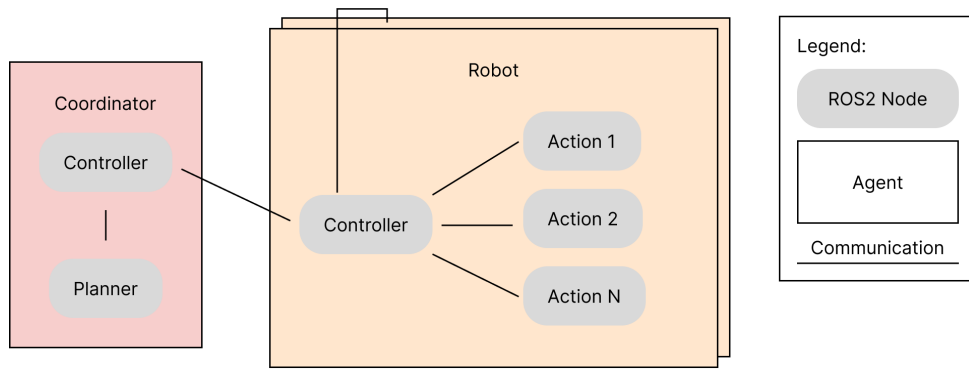 Coordinator
Controller
Planner
Robot
Controller
Action 1
Action 2
Action N
Legend:
ROS2 Node
Agent
Communication